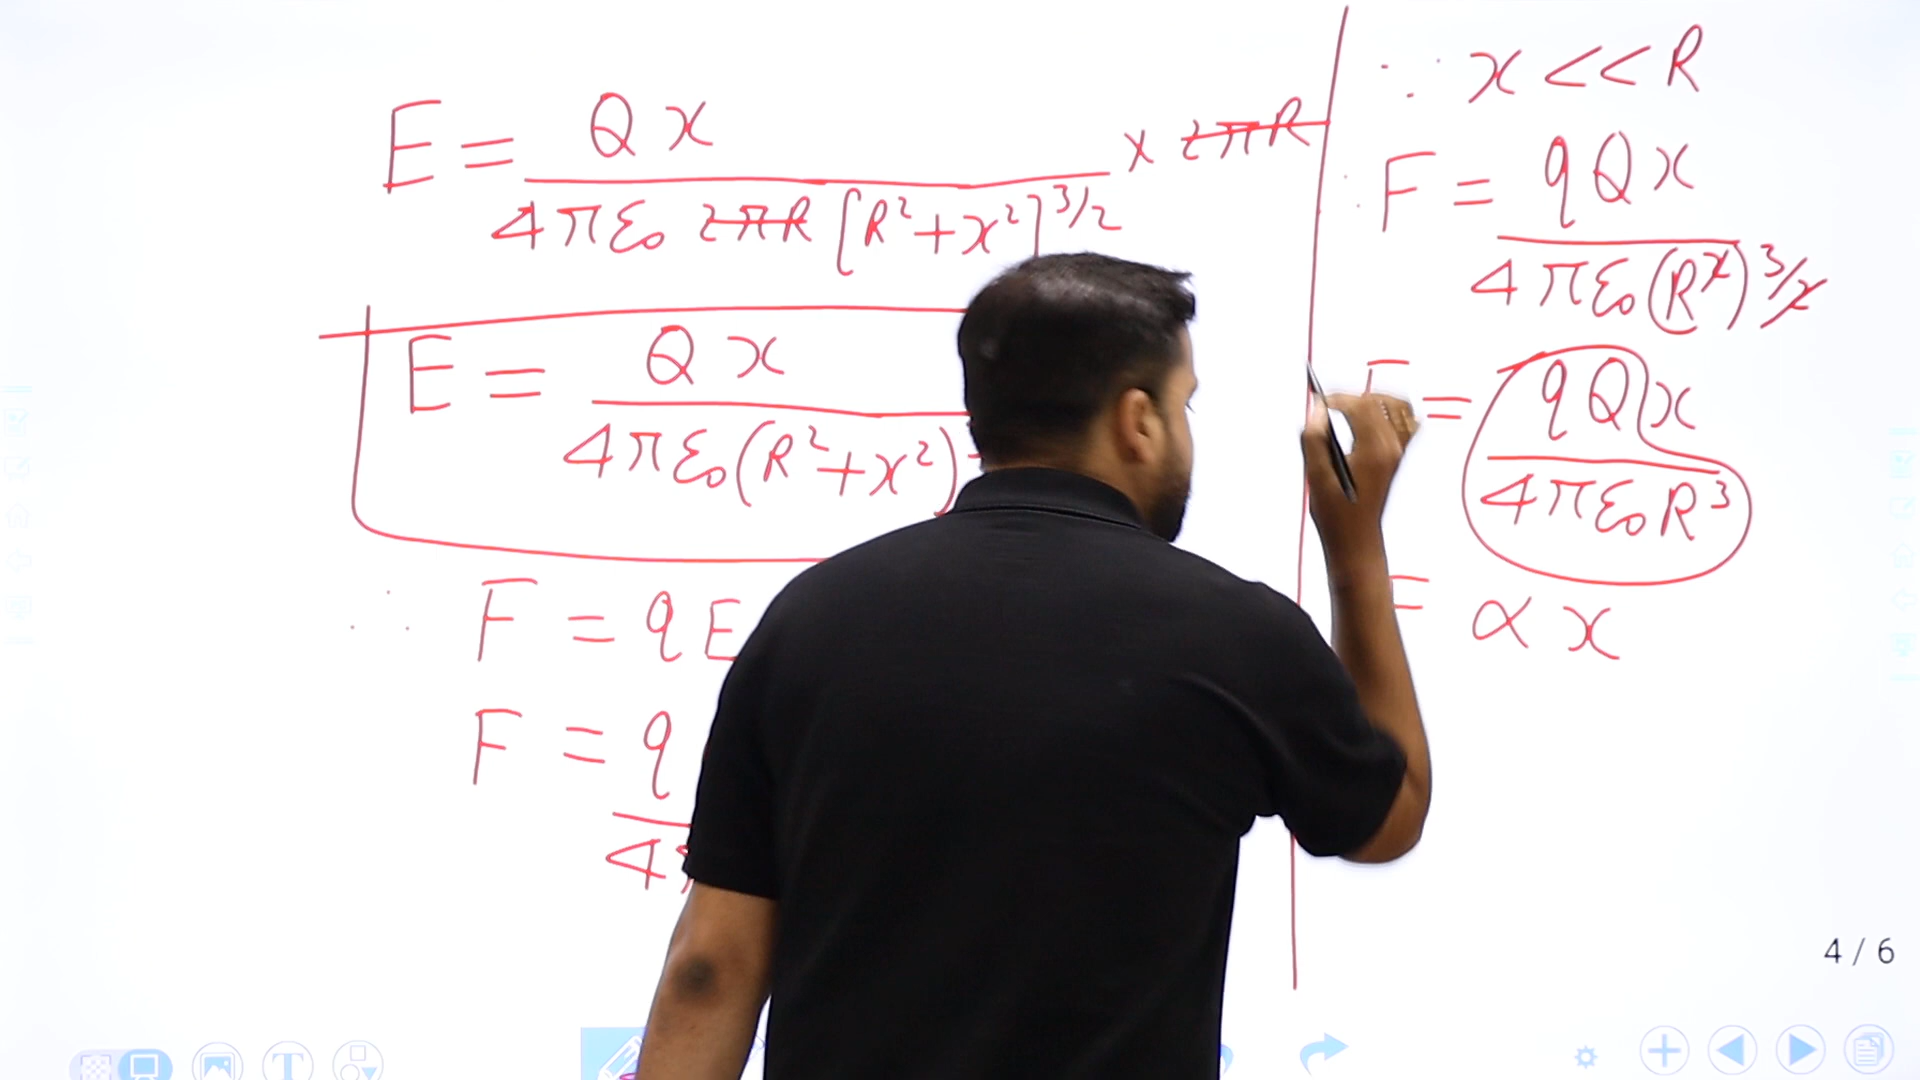 E = Qx / 4πε₀ 2πR [R²+x²]^3/2 × 2πR
E = Qx / 4πε₀(R²+x²)
∴ F = qE
F = q
4
∵ x << R
∴ F = qQx / 4πε₀(R²)^3/2
F = qQx / 4πε₀R³
F ∝ x
4 / 6
T